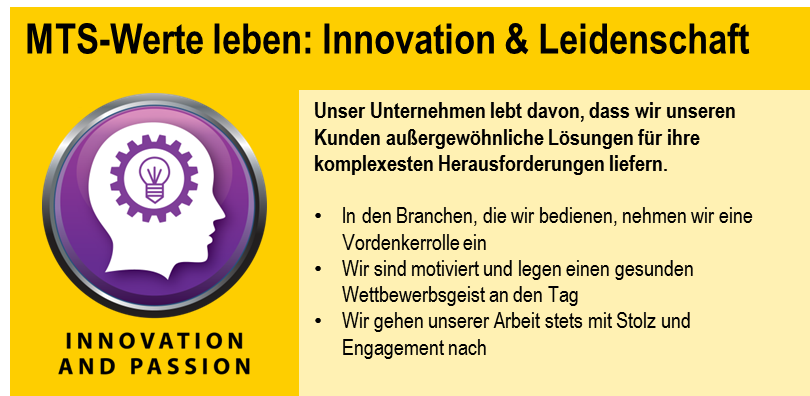 MTS-Werte leben: Innovation & Leidenschaft
INNOVATION
AND PASSION
Unser Unternehmen lebt davon, dass wir unseren
Kunden außergewöhnliche Lösungen für ihre
komplexesten Herausforderungen liefern.
• In den Branchen, die wir bedienen, nehmen wir eine
Vordenkerrolle ein
• Wir sind motiviert und legen einen gesunden
Wettbewerbsgeist an den Tag
• Wir gehen unserer Arbeit stets mit Stolz und
Engagement nach